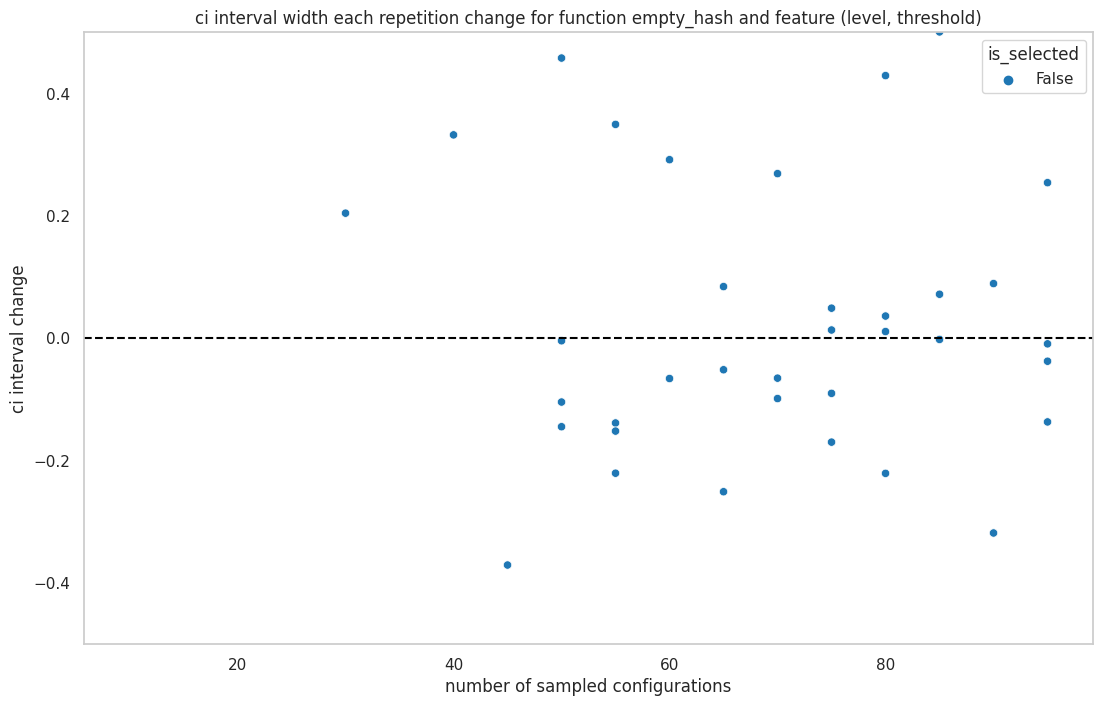 ci interval width each repetition change for function empty_hash and feature (level, threshold)
is_selected
False
ci interval change
0.4
0.2
0.0
−0.2
−0.4
20 40 60 80
number of sampled configurations